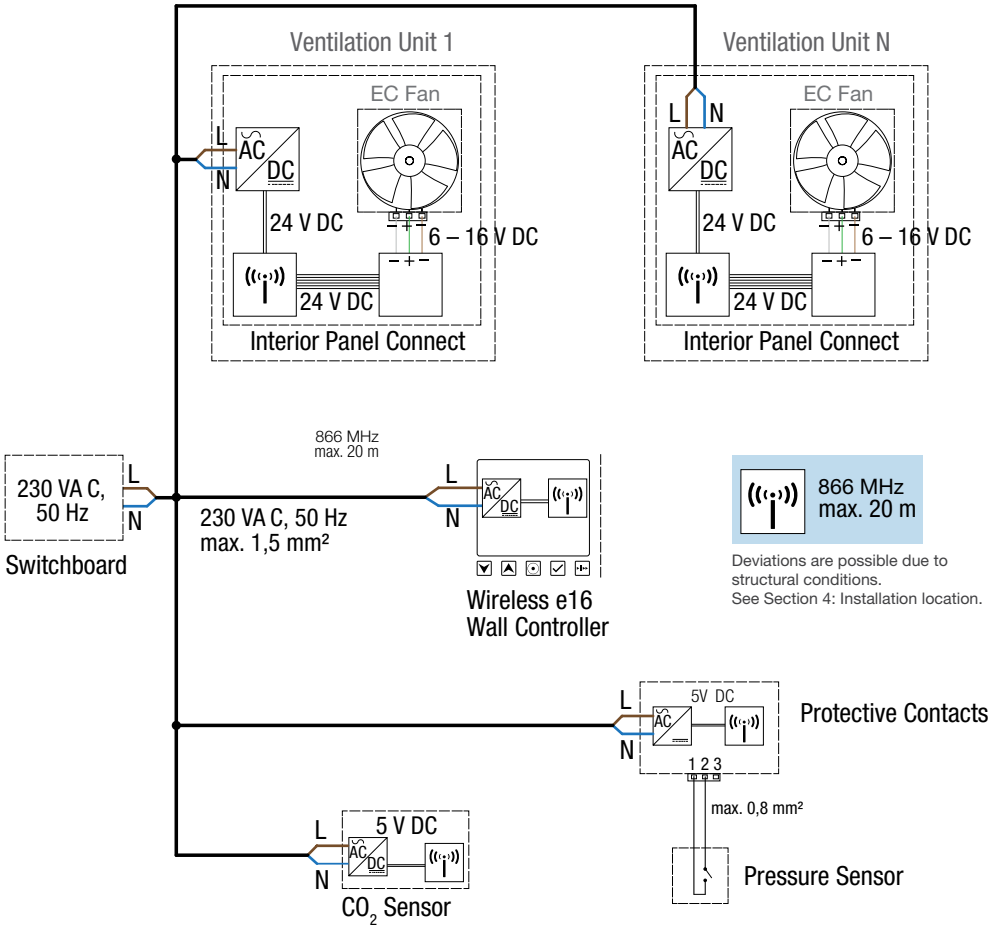 Ventilation Unit 1
Ventilation Unit N
EC Fan
EC Fan
L
N
AC
DC
L
N
AC
DC
24 V DC
– + –
6 – 16 V DC
– + –
24 V DC
Interior Panel Connect
24 V DC
– + –
6 – 16 V DC
– + –
24 V DC
Interior Panel Connect
866 MHz
max. 20 m
230 VA C,
50 Hz
L
N
Switchboard
230 VA C, 50 Hz
max. 1,5 mm²
L
N
AC
DC
Wireless e16
Wall Controller
866 MHz
max. 20 m
Deviations are possible due to
structural conditions.
See Section 4: Installation location.
L
N
5V DC
AC
Protective Contacts
1 2 3
max. 0,8 mm²
Pressure Sensor
L
N
5 V DC
AC
DC
CO₂ Sensor